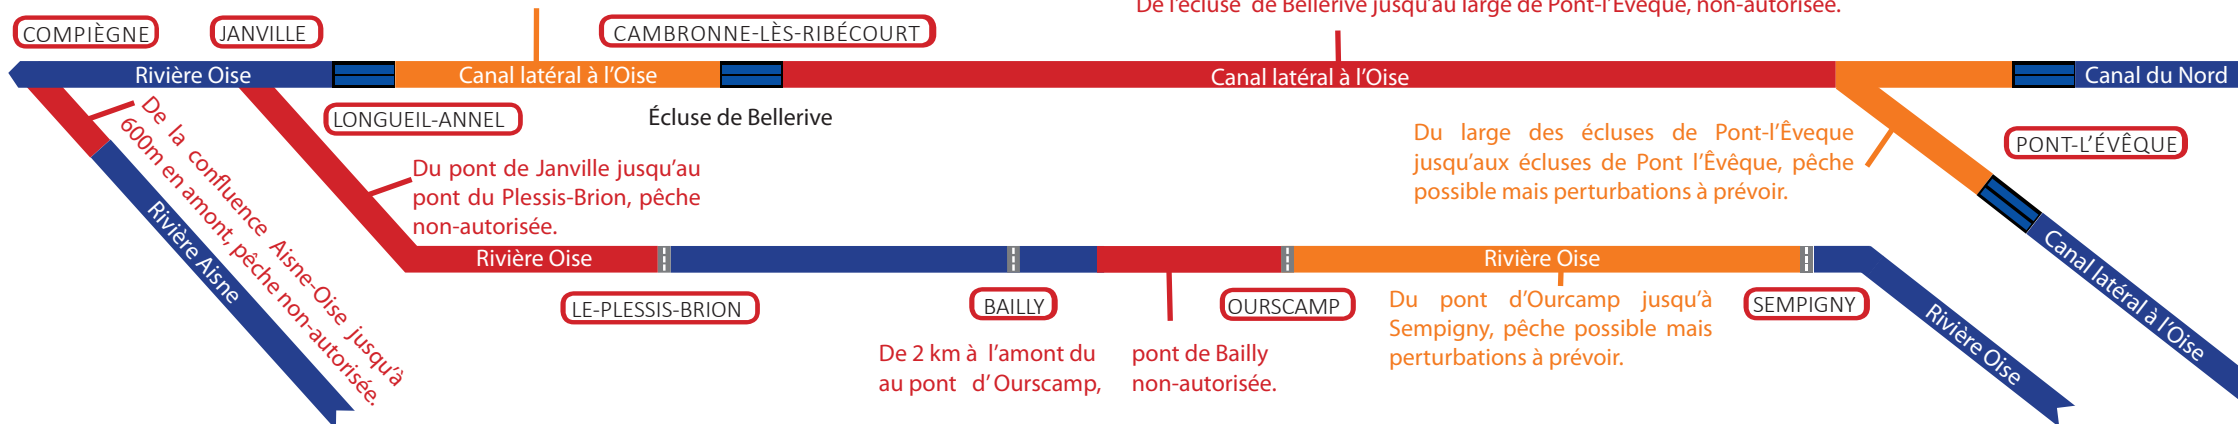 De l'écluse de Bellerive jusqu'au large de Pont-l'Évêque, non-autorisée.
COMPIÈGNE
JANVILLE
CAMBRONNE-LÈS-RIBÉCOURT
Rivière Oise
Canal latéral à l'Oise
Canal latéral à l'Oise
Canal du Nord
LONGUEIL-ANNEL
Écluse de Bellerive
PONT-L'ÉVÊQUE
De la confluence Aisne-Oise jusqu'à
600m en amont, pêche non-autorisée.
Rivière Aisne
Du pont de Janville jusqu'au
pont du Plessis-Brion, pêche
non-autorisée.
Du large des écluses de Pont-l'Êveque
jusqu'aux écluses de Pont l'Êvêque, pêche
possible mais perturbations à prévoir.
Rivière Oise
Rivière Oise
Canal latéral à l'Oise
Rivière Oise
LE-PLESSIS-BRION
BAILLY
OURSCAMP
SEMPIGNY
De 2 km à l'amont du pont de Bailly
au pont d'Ourscamp, non-autorisée.
Du pont d'Ourcamp jusqu'à
Sempigny, pêche possible mais
perturbations à prévoir.